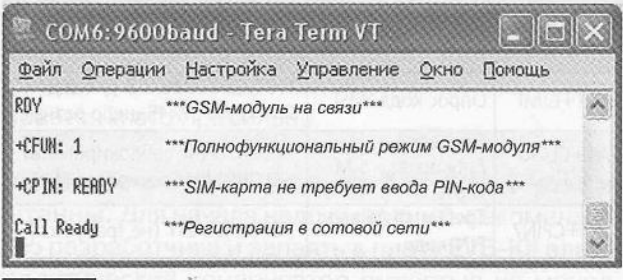 COM6:9600baud - Tera Term VT
Файл Операции Настройка Управление Окно Помощь
RDY ***GSM-модуль на связи***
+CFUN: 1 ***Полнофункциональный режим GSM-модуля***
+CPIN: READY ***SIM-карта не требует ввода PIN-кода***
Call Ready ***Регистрация в сотовой сети***